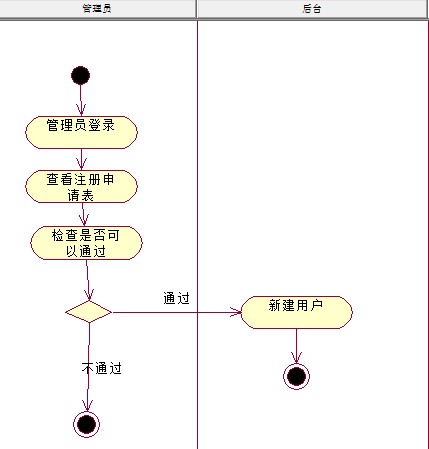 管理员
后台
管理员登录
查看注册申
请表
检查是否可
以通过
通过
新建用户
不通过